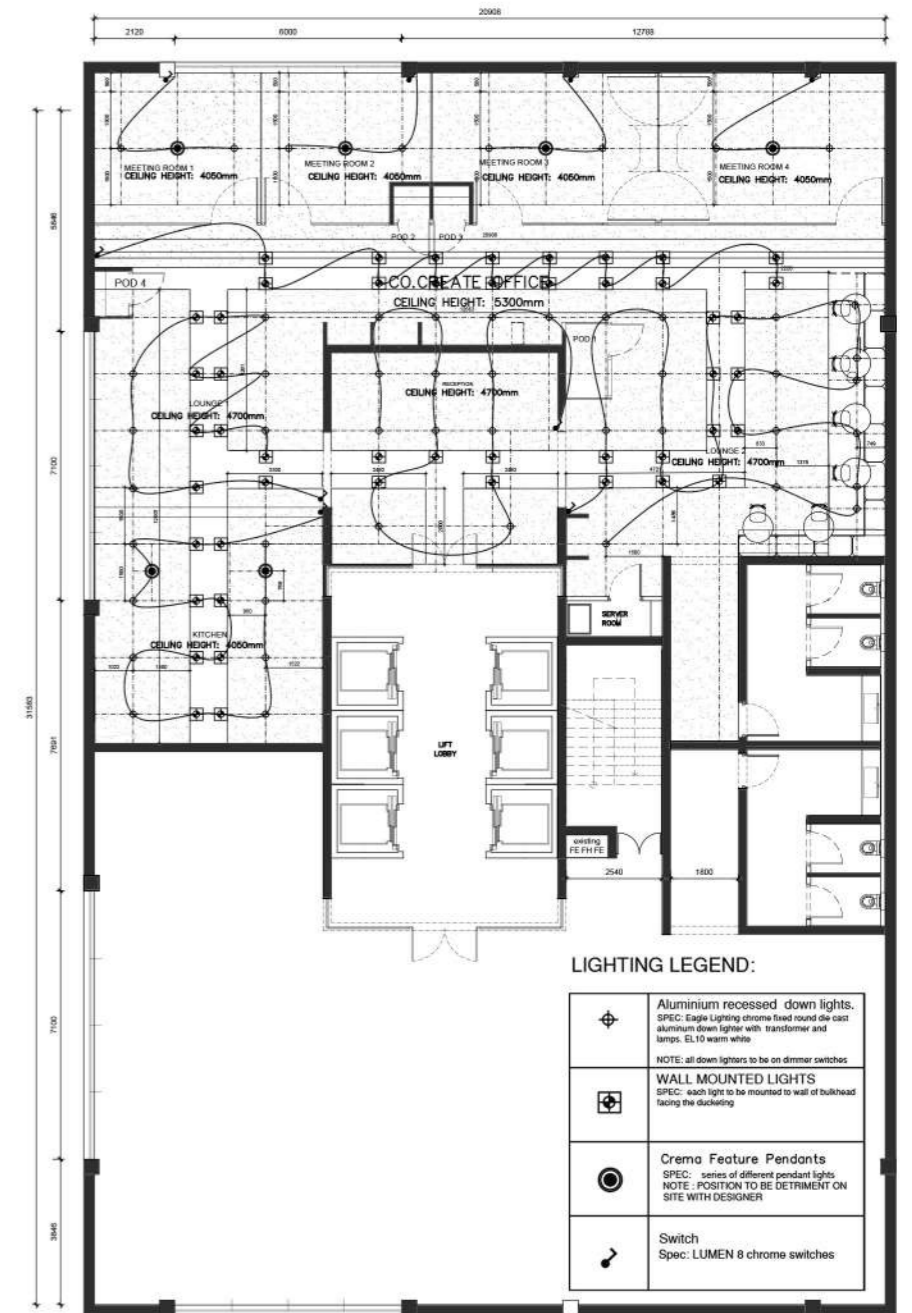 20908
2120
6000
12788
MEETING ROOM 1
CEILING HEIGHT: 4050mm
MEETING ROOM 2
CEILING HEIGHT: 4050mm
MEETING ROOM 3
CEILING HEIGHT: 4050mm
MEETING ROOM 4
CEILING HEIGHT: 4050mm
POD 2
POD 3
POD 4
CO.CREATE OFFICE
CEILING HEIGHT: 5300mm
POD 1
RECEPTION
CEILING HEIGHT: 4700mm
LOUNGE
CEILING HEIGHT: 4700mm
LOUNGE 2
CEILING HEIGHT: 4700mm
7100
31583
KITCHEN
CEILING HEIGHT: 4050mm
SERVER
ROOM
7691
LIFT
LOBBY
existing
FE FH FE
2540
1800
7100
3846
LIGHTING LEGEND:
Aluminium recessed down lights.
SPEC: Eagle Lighting chrome fixed round die cast
aluminum down lighter with transformer and
lamps. EL10 warm white
NOTE: all down lighters to be on dimmer switches
WALL MOUNTED LIGHTS
SPEC: each light to be mounted to wall of bulkhead
facing the ducketing
Crema Feature Pendants
SPEC: series of different pendant lights
NOTE : POSITION TO BE DETRIMENT ON
SITE WITH DESIGNER
Switch
Spec: LUMEN 8 chrome switches